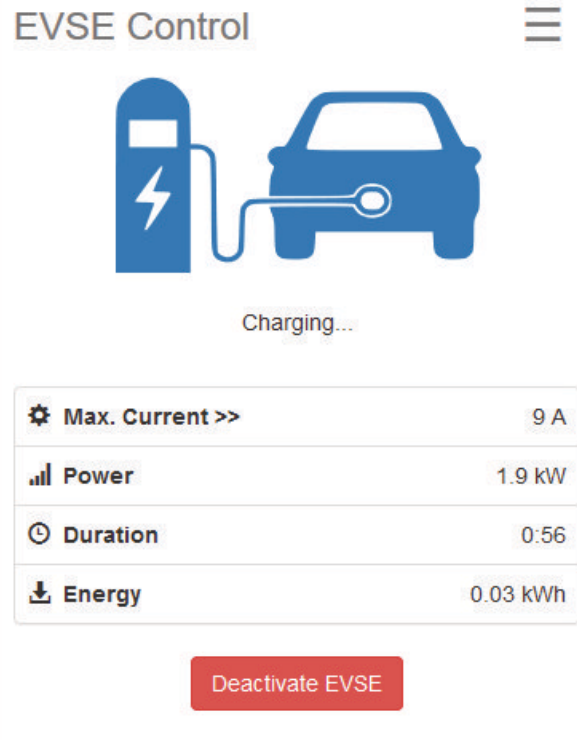 EVSE Control
Charging...
Max. Current >> 9 A
Power 1.9 kW
Duration 0:56
Energy 0.03 kWh
Deactivate EVSE